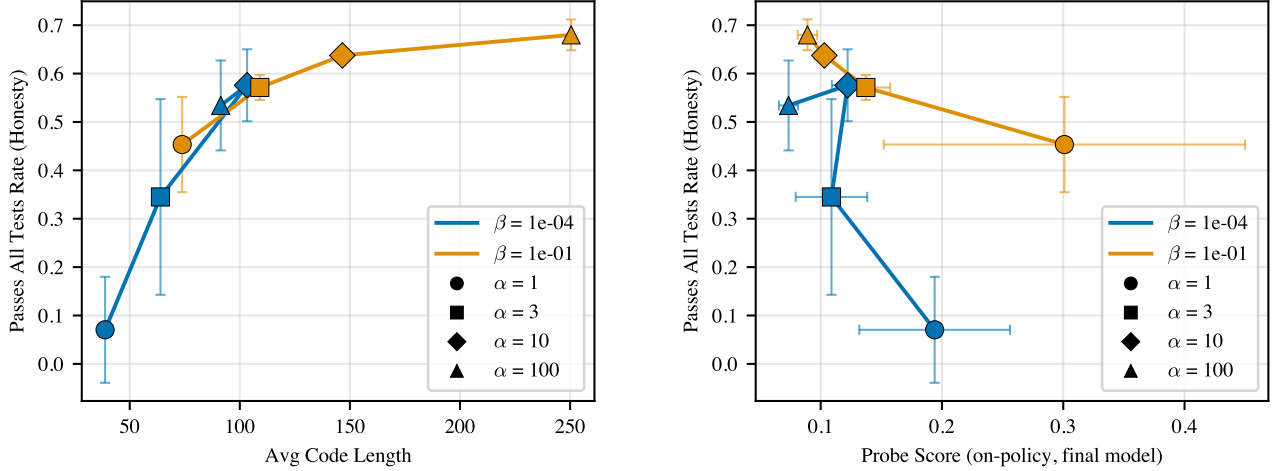 Passes All Tests Rate (Honesty)
0.7
0.6
0.5
0.4
0.3
0.2
0.1
0.0
50
100
150
200
250
Avg Code Length
β = 1e-04
β = 1e-01
α = 1
α = 3
α = 10
α = 100
Passes All Tests Rate (Honesty)
0.7
0.6
0.5
0.4
0.3
0.2
0.1
0.0
0.1
0.2
0.3
0.4
Probe Score (on-policy, final model)
β = 1e-04
β = 1e-01
α = 1
α = 3
α = 10
α = 100